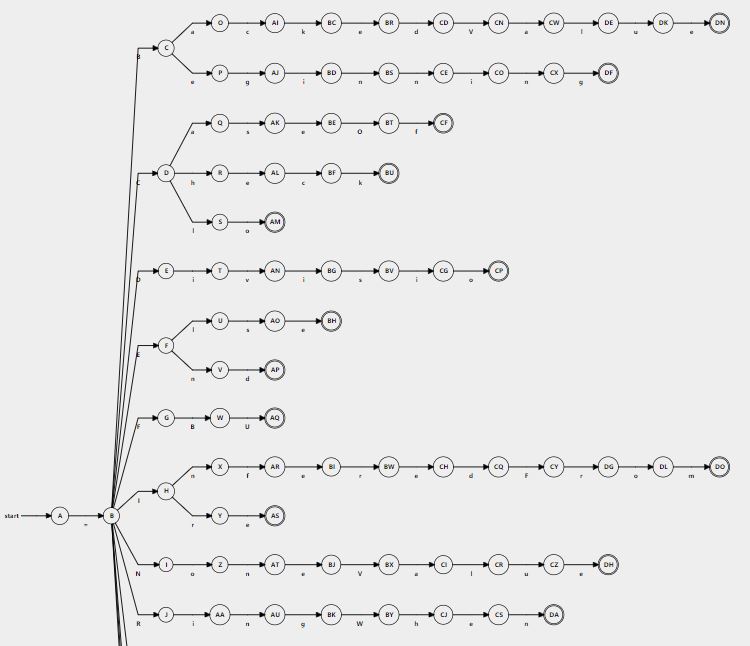 O AI BC BR CD CN CW DE DK DN
a c k e d V a l u e
C
B
P AJ BD BS CE CO CX DF
e g i n n i n g
Q AK BE BT CF
a s e O f
D R AL BF BU
C h e c k
S AM
l o
E T AN BG BV CG CP
D i v i s i o
U AO BH
l s e
F
E
V AP
n d
G W AQ
F B U
X AR BI BW CH CQ CY DG DL DO
n f e r e d F r o m
H
I
start A B Y AS
= r e
I Z AT BJ BX CI CR CZ DH
N o n e V a l u e
J AA AU BK BY CJ CS DA
R i n g W h e n